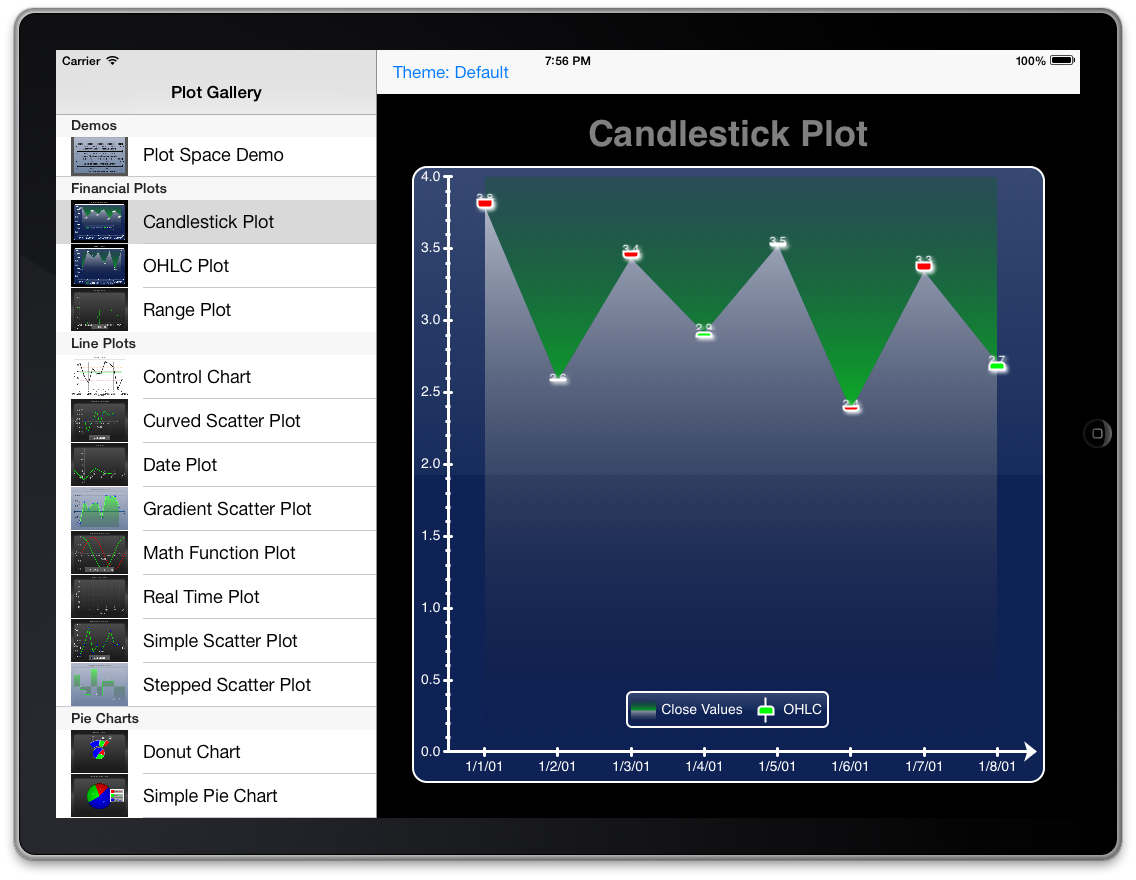 Carrier
7:56 PM
100%
Plot Gallery
Theme: Default
Demos
Plot Space Demo
Financial Plots
Candlestick Plot
OHLC Plot
Range Plot
Line Plots
Control Chart
Curved Scatter Plot
Date Plot
Gradient Scatter Plot
Math Function Plot
Real Time Plot
Simple Scatter Plot
Stepped Scatter Plot
Pie Charts
Donut Chart
Simple Pie Chart
Candlestick Plot
4.0
3.5
3.0
2.5
2.0
1.5
1.0
0.5
0.0
3.4
3.5
2.9
3.3
2.6
2.4
2.7
Close Values
OHLC
1/1/01
1/2/01
1/3/01
1/4/01
1/5/01
1/6/01
1/7/01
1/8/01